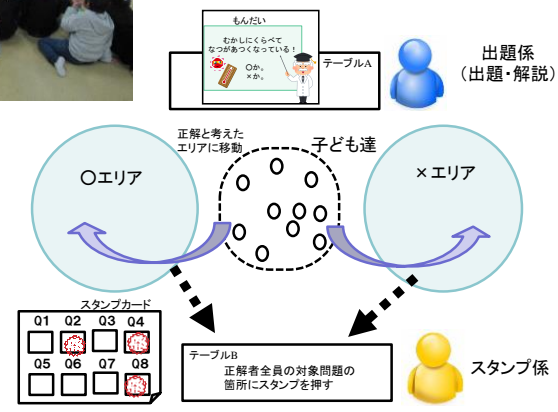 もんだい
むかしにくらべて
なつがあつくなっている！
〇か。
×か。
テーブルA
出題係
（出題・解説）
正解と考えた
エリアに移動
子ども達
〇エリア
×エリア
スタンプカード
Q1 Q2 Q3 Q4
Q5 Q6 Q7 Q8
テーブルB
正解者全員の対象問題の
箇所にスタンプを押す
スタンプ係